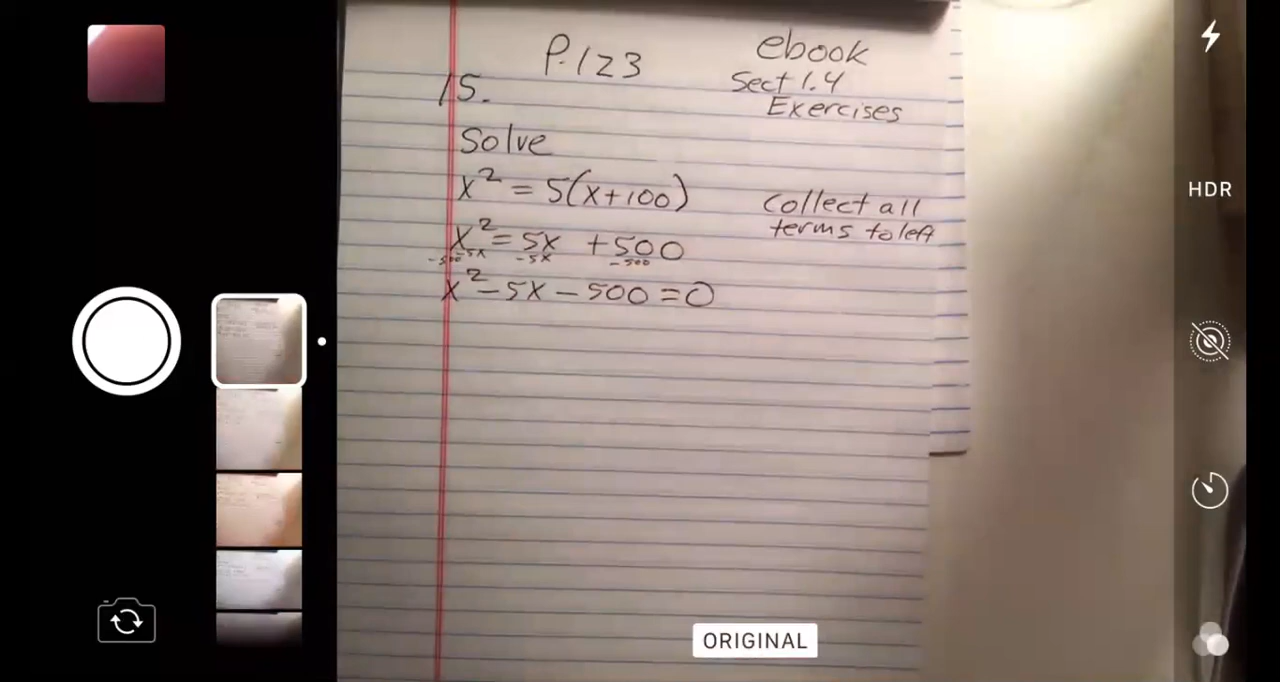 P.123
ebook
Sect 1.4
Exercises
15.
Solve
x² = 5(x+100)
Collect all
terms to left
x² = 5x + 500
-500 -5x -5x -500
x² - 5x - 500 = 0
HDR
ORIGINAL